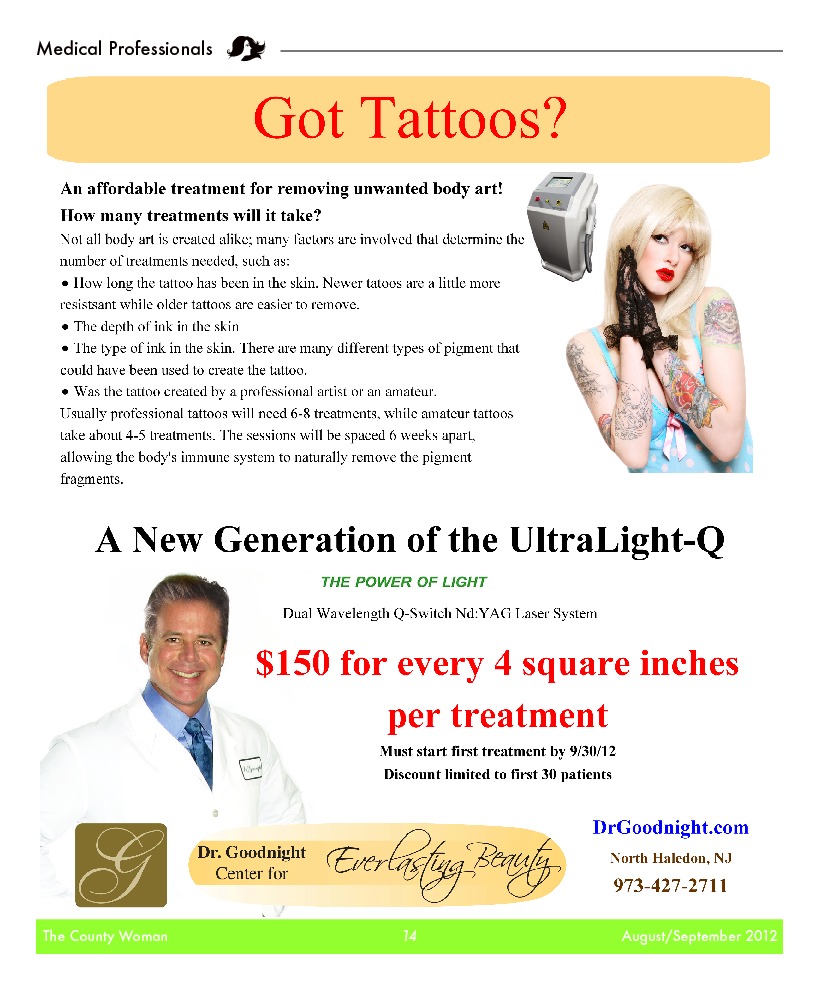 Medical Professionals
Got Tattoos?
An affordable treatment for removing unwanted body art!
How many treatments will it take?
Not all body art is created alike; many factors are involved that determine the
number of treatments needed, such as:
• How long the tattoo has been in the skin. Newer tatoos are a little more
resistsant while older tattoos are easier to remove.
• The depth of ink in the skin
• The type of ink in the skin. There are many different types of pigment that
could have been used to create the tattoo.
• Was the tattoo created by a professional artist or an amateur.
Usually professional tattoos will need 6-8 treatments, while amateur tattoos
take about 4-5 treatments. The sessions will be spaced 6 weeks apart,
allowing the body's immune system to naturally remove the pigment
fragments.
A New Generation of the UltraLight-Q
THE POWER OF LIGHT
Dual Wavelength Q-Switch Nd:YAG Laser System
$150 for every 4 square inches
per treatment
Must start first treatment by 9/30/12
Discount limited to first 30 patients
G
Dr. Goodnight
Center for
Everlasting Beauty
DrGoodnight.com
North Haledon, NJ
973-427-2711
The County Woman
14
August/September 2012